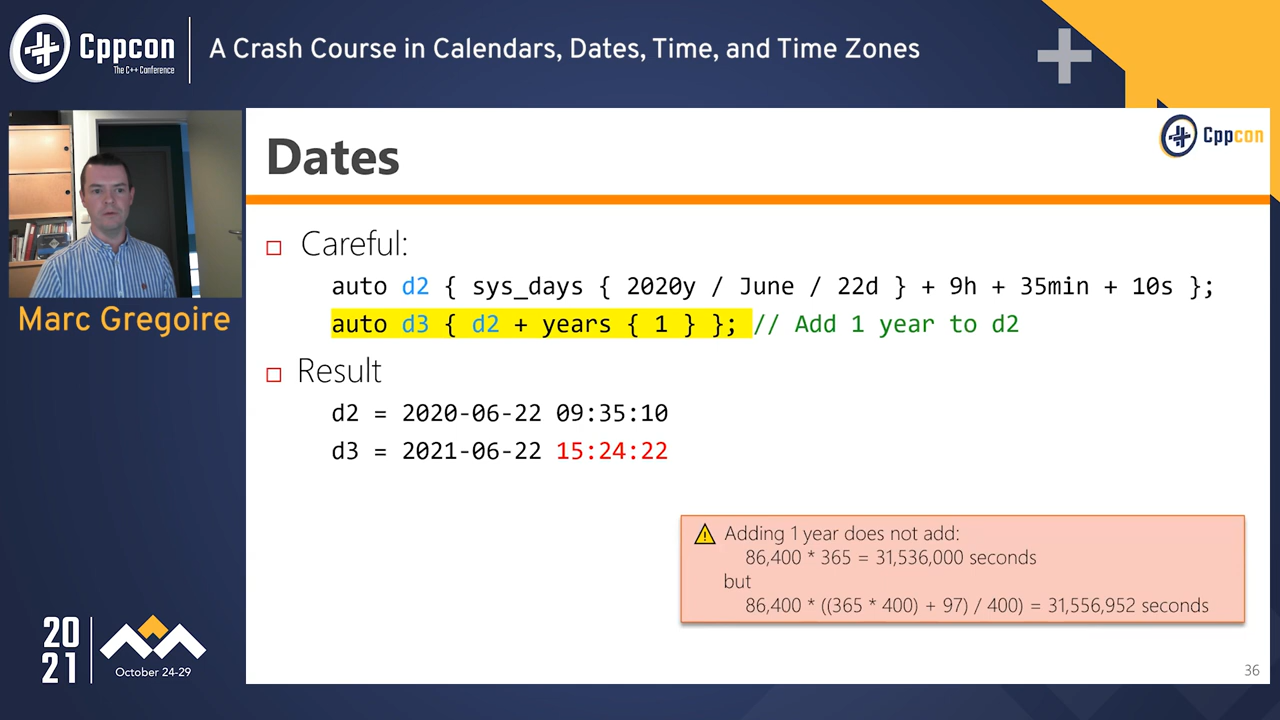 Cppcon
The C++ Conference
A Crash Course in Calendars, Dates, Time, and Time Zones
Cppcon
Marc Gregoire
Dates
Careful:
auto d2 { sys_days { 2020y / June / 22d } + 9h + 35min + 10s };
auto d3 { d2 + years { 1 } }; // Add 1 year to d2
Result
d2 = 2020-06-22 09:35:10
d3 = 2021-06-22 15:24:22
Adding 1 year does not add:
86,400 * 365 = 31,536,000 seconds
but
86,400 * ((365 * 400) + 97) / 400) = 31,556,952 seconds
20
21
October 24-29
36